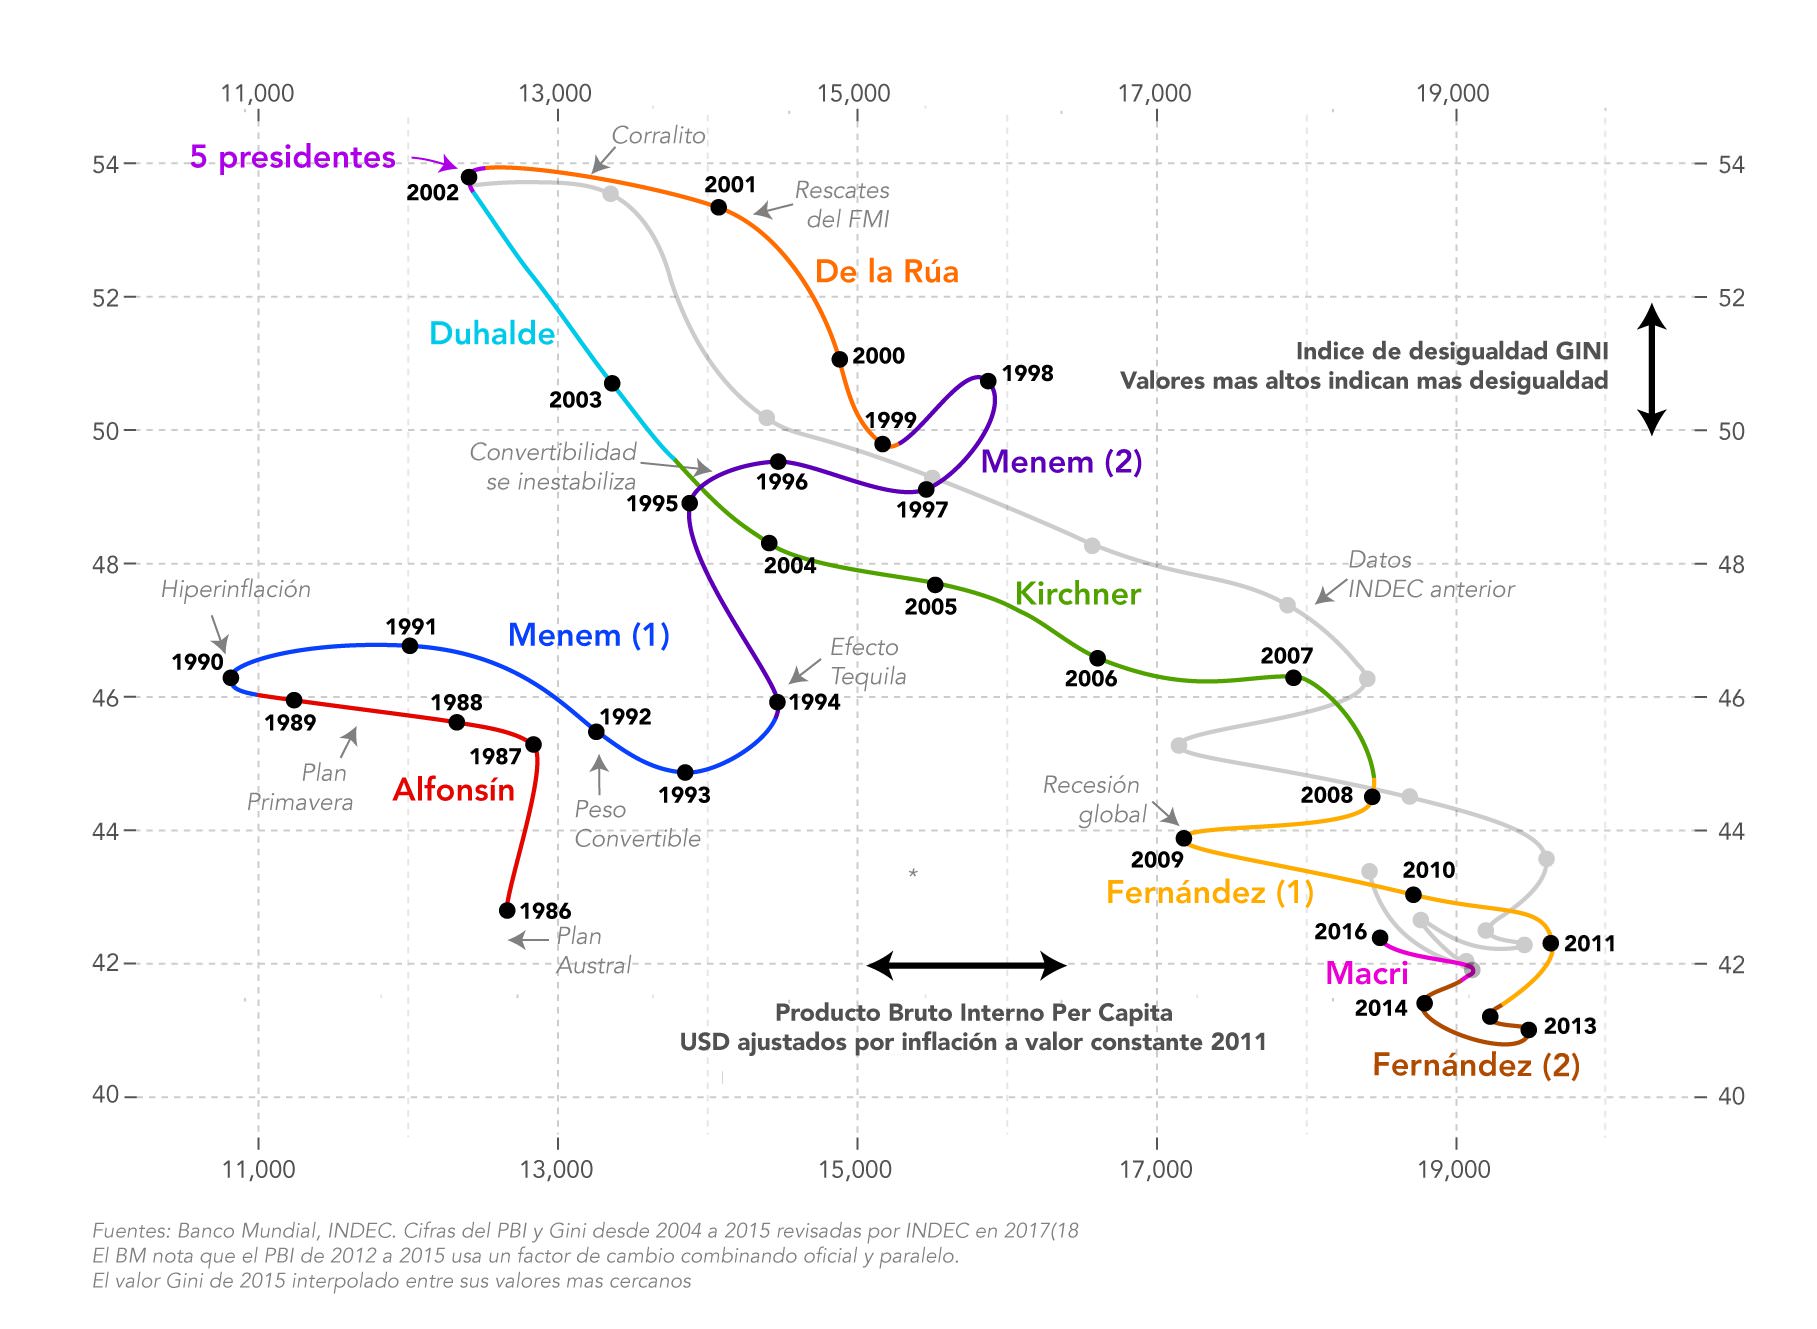 11,000 13,000 15,000 17,000 19,000
Corralito
5 presidentes
54 54
2002
2001
Rescates
del FMI
De la Rúa
52 52
Duhalde
2000
1998
Indice de desigualdad GINI
Valores mas altos indican mas desigualdad
2003
1999
50 50
Convertibilidad
se inestabiliza
Menem (2)
1996
1995
1997
48 48
2004
Datos
INDEC anterior
Hiperinflación
Kirchner
2005
1991
Menem (1)
1990
Efecto
Tequila
2007
2006
46 46
1989
1988
1992
1994
1987
Plan
Primavera
Alfonsín
1993
Peso
Convertible
Recesión
global
2008
44 44
2009
2010
*
Fernández (1)
1986
Plan
Austral
2016
2011
42 42
Macri
2014
2013
Producto Bruto Interno Per Capita
USD ajustados por inflación a valor constante 2011
Fernández (2)
40 40
11,000 13,000 15,000 17,000 19,000
Fuentes: Banco Mundial, INDEC. Cifras del PBI y Gini desde 2004 a 2015 revisadas por INDEC en 2017(18
El BM nota que el PBI de 2012 a 2015 usa un factor de cambio combinando oficial y paralelo.
El valor Gini de 2015 interpolado entre sus valores mas cercanos